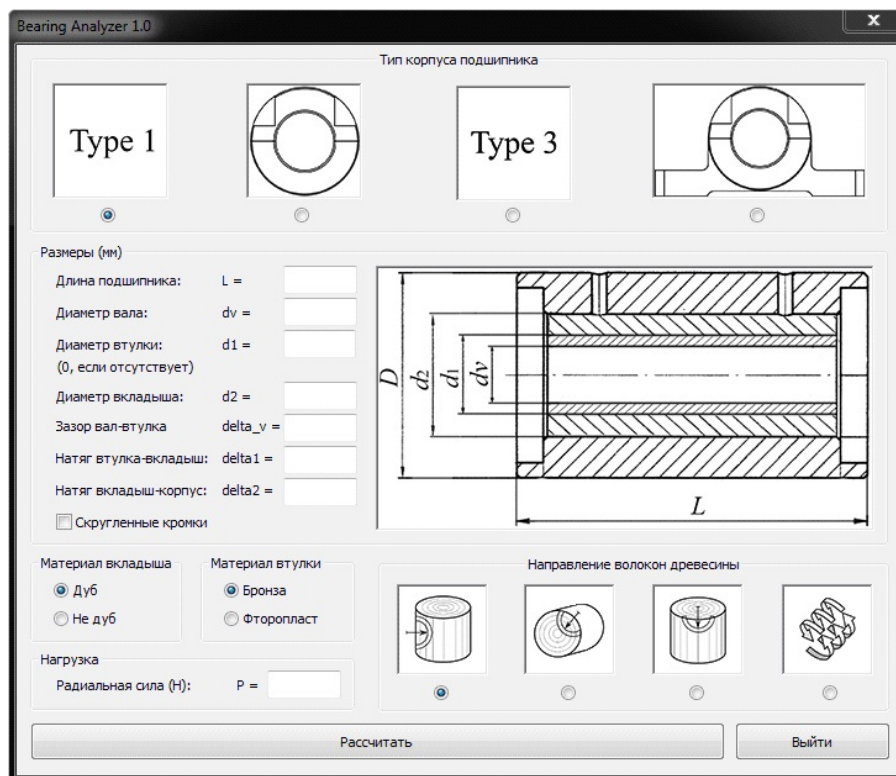 Bearing Analyzer 1.0
x
Тип корпуса подшипника
Type 1
Type 3
Размеры (мм)
Длина подшипника: L =
Диаметр вала: dv =
Диаметр втулки: d1 =
(0, если отсутствует)
Диаметр вкладыша: d2 =
Зазор вал-втулка delta_v =
Натяг втулка-вкладыш: delta1 =
Натяг вкладыш-корпус: delta2 =
Скругленные кромки
D
d2
d1
dv
L
Материал вкладыша
Дуб
Не дуб
Материал втулки
Бронза
Фторопласт
Направление волокон древесины
Нагрузка
Радиальная сила (Н): P =
Рассчитать
Выйти